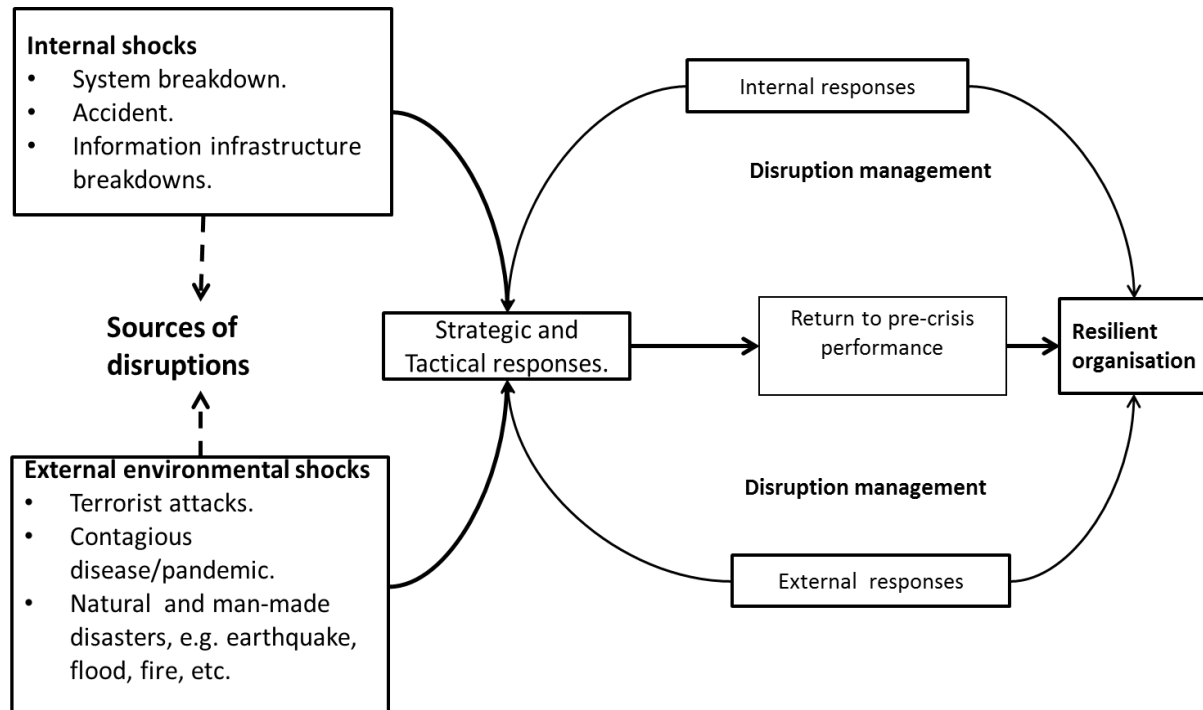 Internal shocks
• System breakdown.
• Accident.
• Information infrastructure
breakdowns.
Sources of
disruptions
External environmental shocks
• Terrorist attacks.
• Contagious
disease/pandemic.
• Natural and man-made
disasters, e.g. earthquake,
flood, fire, etc.
Strategic and
Tactical responses.
Internal responses
Disruption management
Return to pre-crisis
performance
Resilient
organisation
Disruption management
External responses